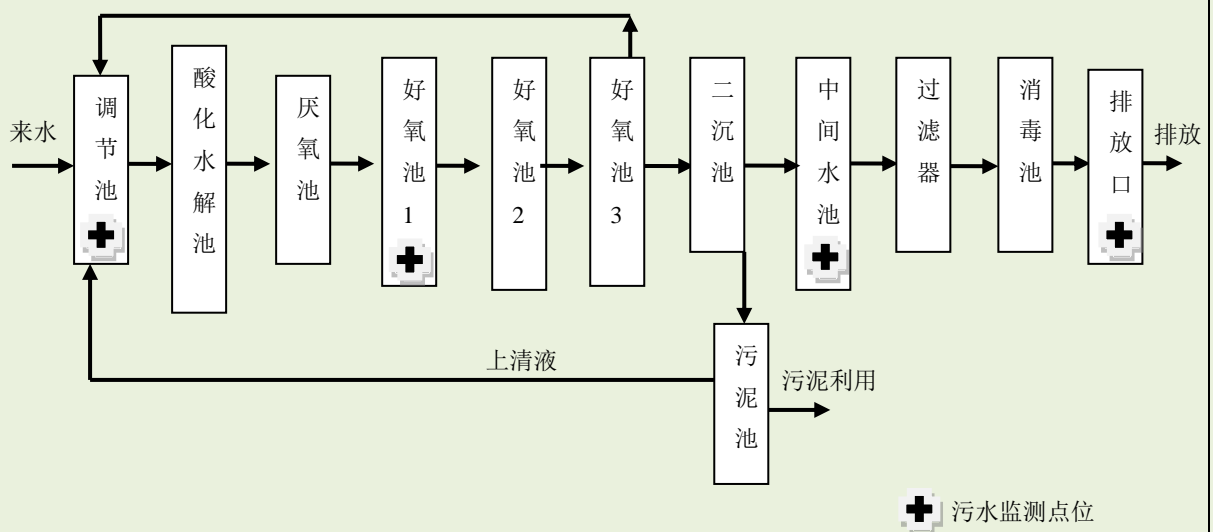 来水
调节池
酸化水解池
厌氧池
好氧池1
好氧池2
好氧池3
二沉池
中间水池
过滤器
消毒池
排放口
排放
上清液
污泥池
污泥利用
污水监测点位